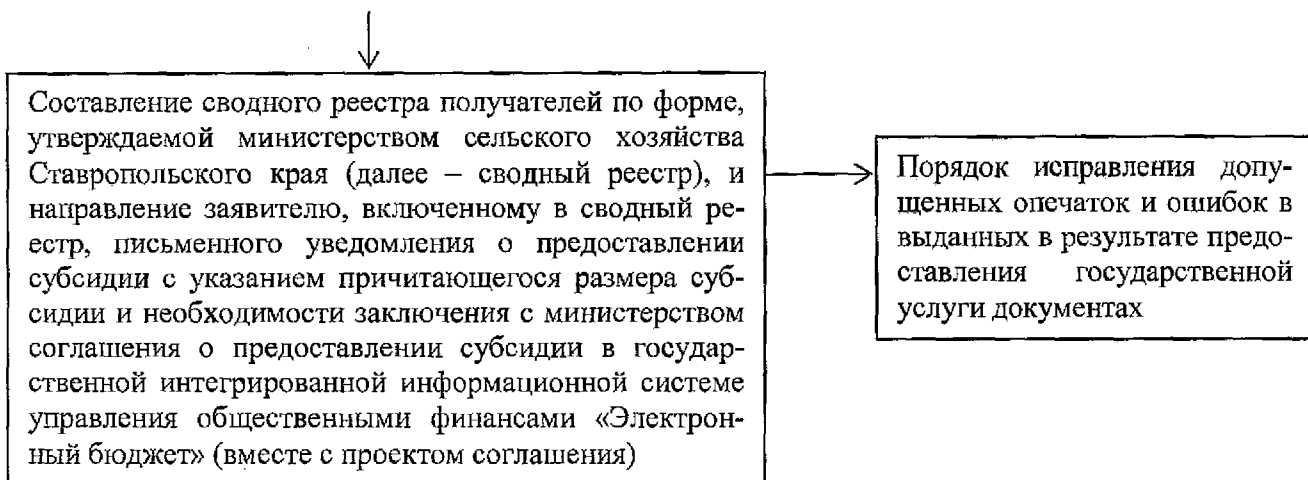 Составление сводного реестра получателей по форме,
утверждаемой министерством сельского хозяйства
Ставропольского края (далее – сводный реестр), и
направление заявителю, включенному в сводный ре-
естр, письменного уведомления о предоставлении
субсидии с указанием причитающегося размера суб-
сидии и необходимости заключения с министерством
соглашения о предоставлении субсидии в государ-
ственной интегрированной информационной системе
управления общественными финансами «Электрон-
ный бюджет» (вместе с проектом соглашения)
Порядок исправления допу-
щенных опечаток и ошибок в
выданных в результате предо-
ставления государственной
услуги документах